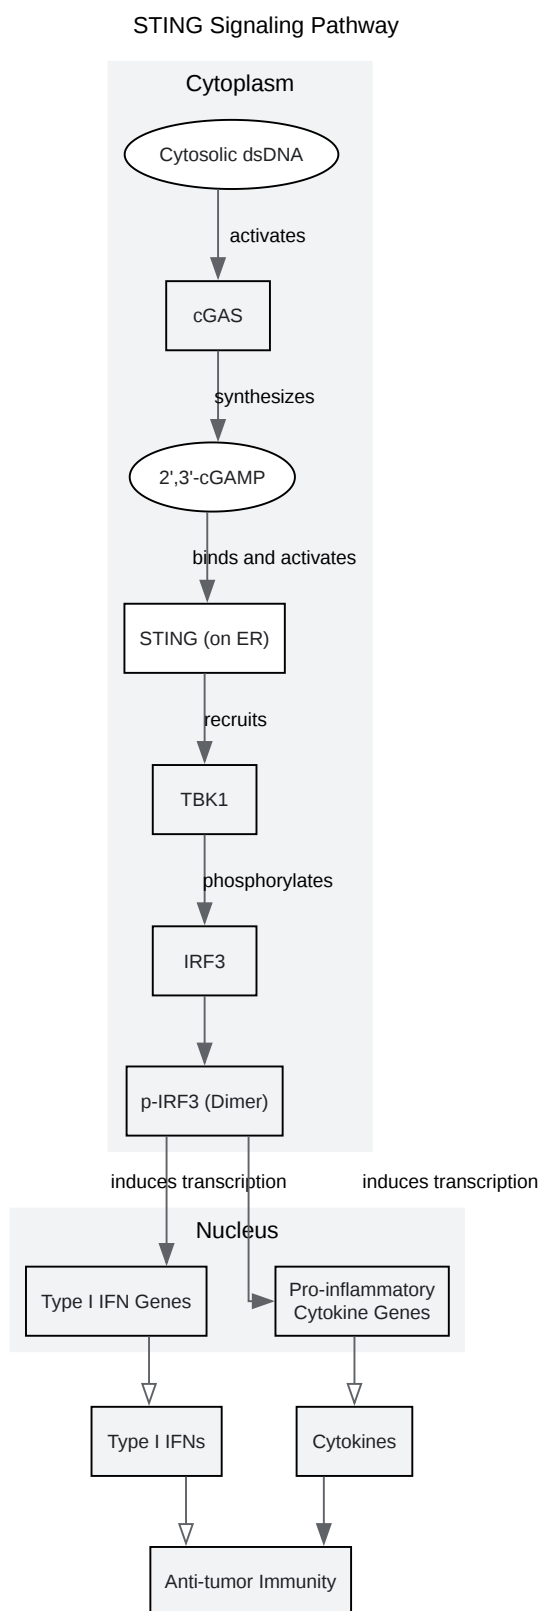 STING Signaling Pathway
Cytoplasm
Cytosolic dsDNA
activates
cGAS
synthesizes
2',3'-cGAMP
binds and activates
STING (on ER)
recruits
TBK1
phosphorylates
IRF3
p-IRF3 (Dimer)
induces transcription
induces transcription
Nucleus
Type I IFN Genes
Pro-inflammatory
Cytokine Genes
Type I IFNs
Cytokines
Anti-tumor Immunity